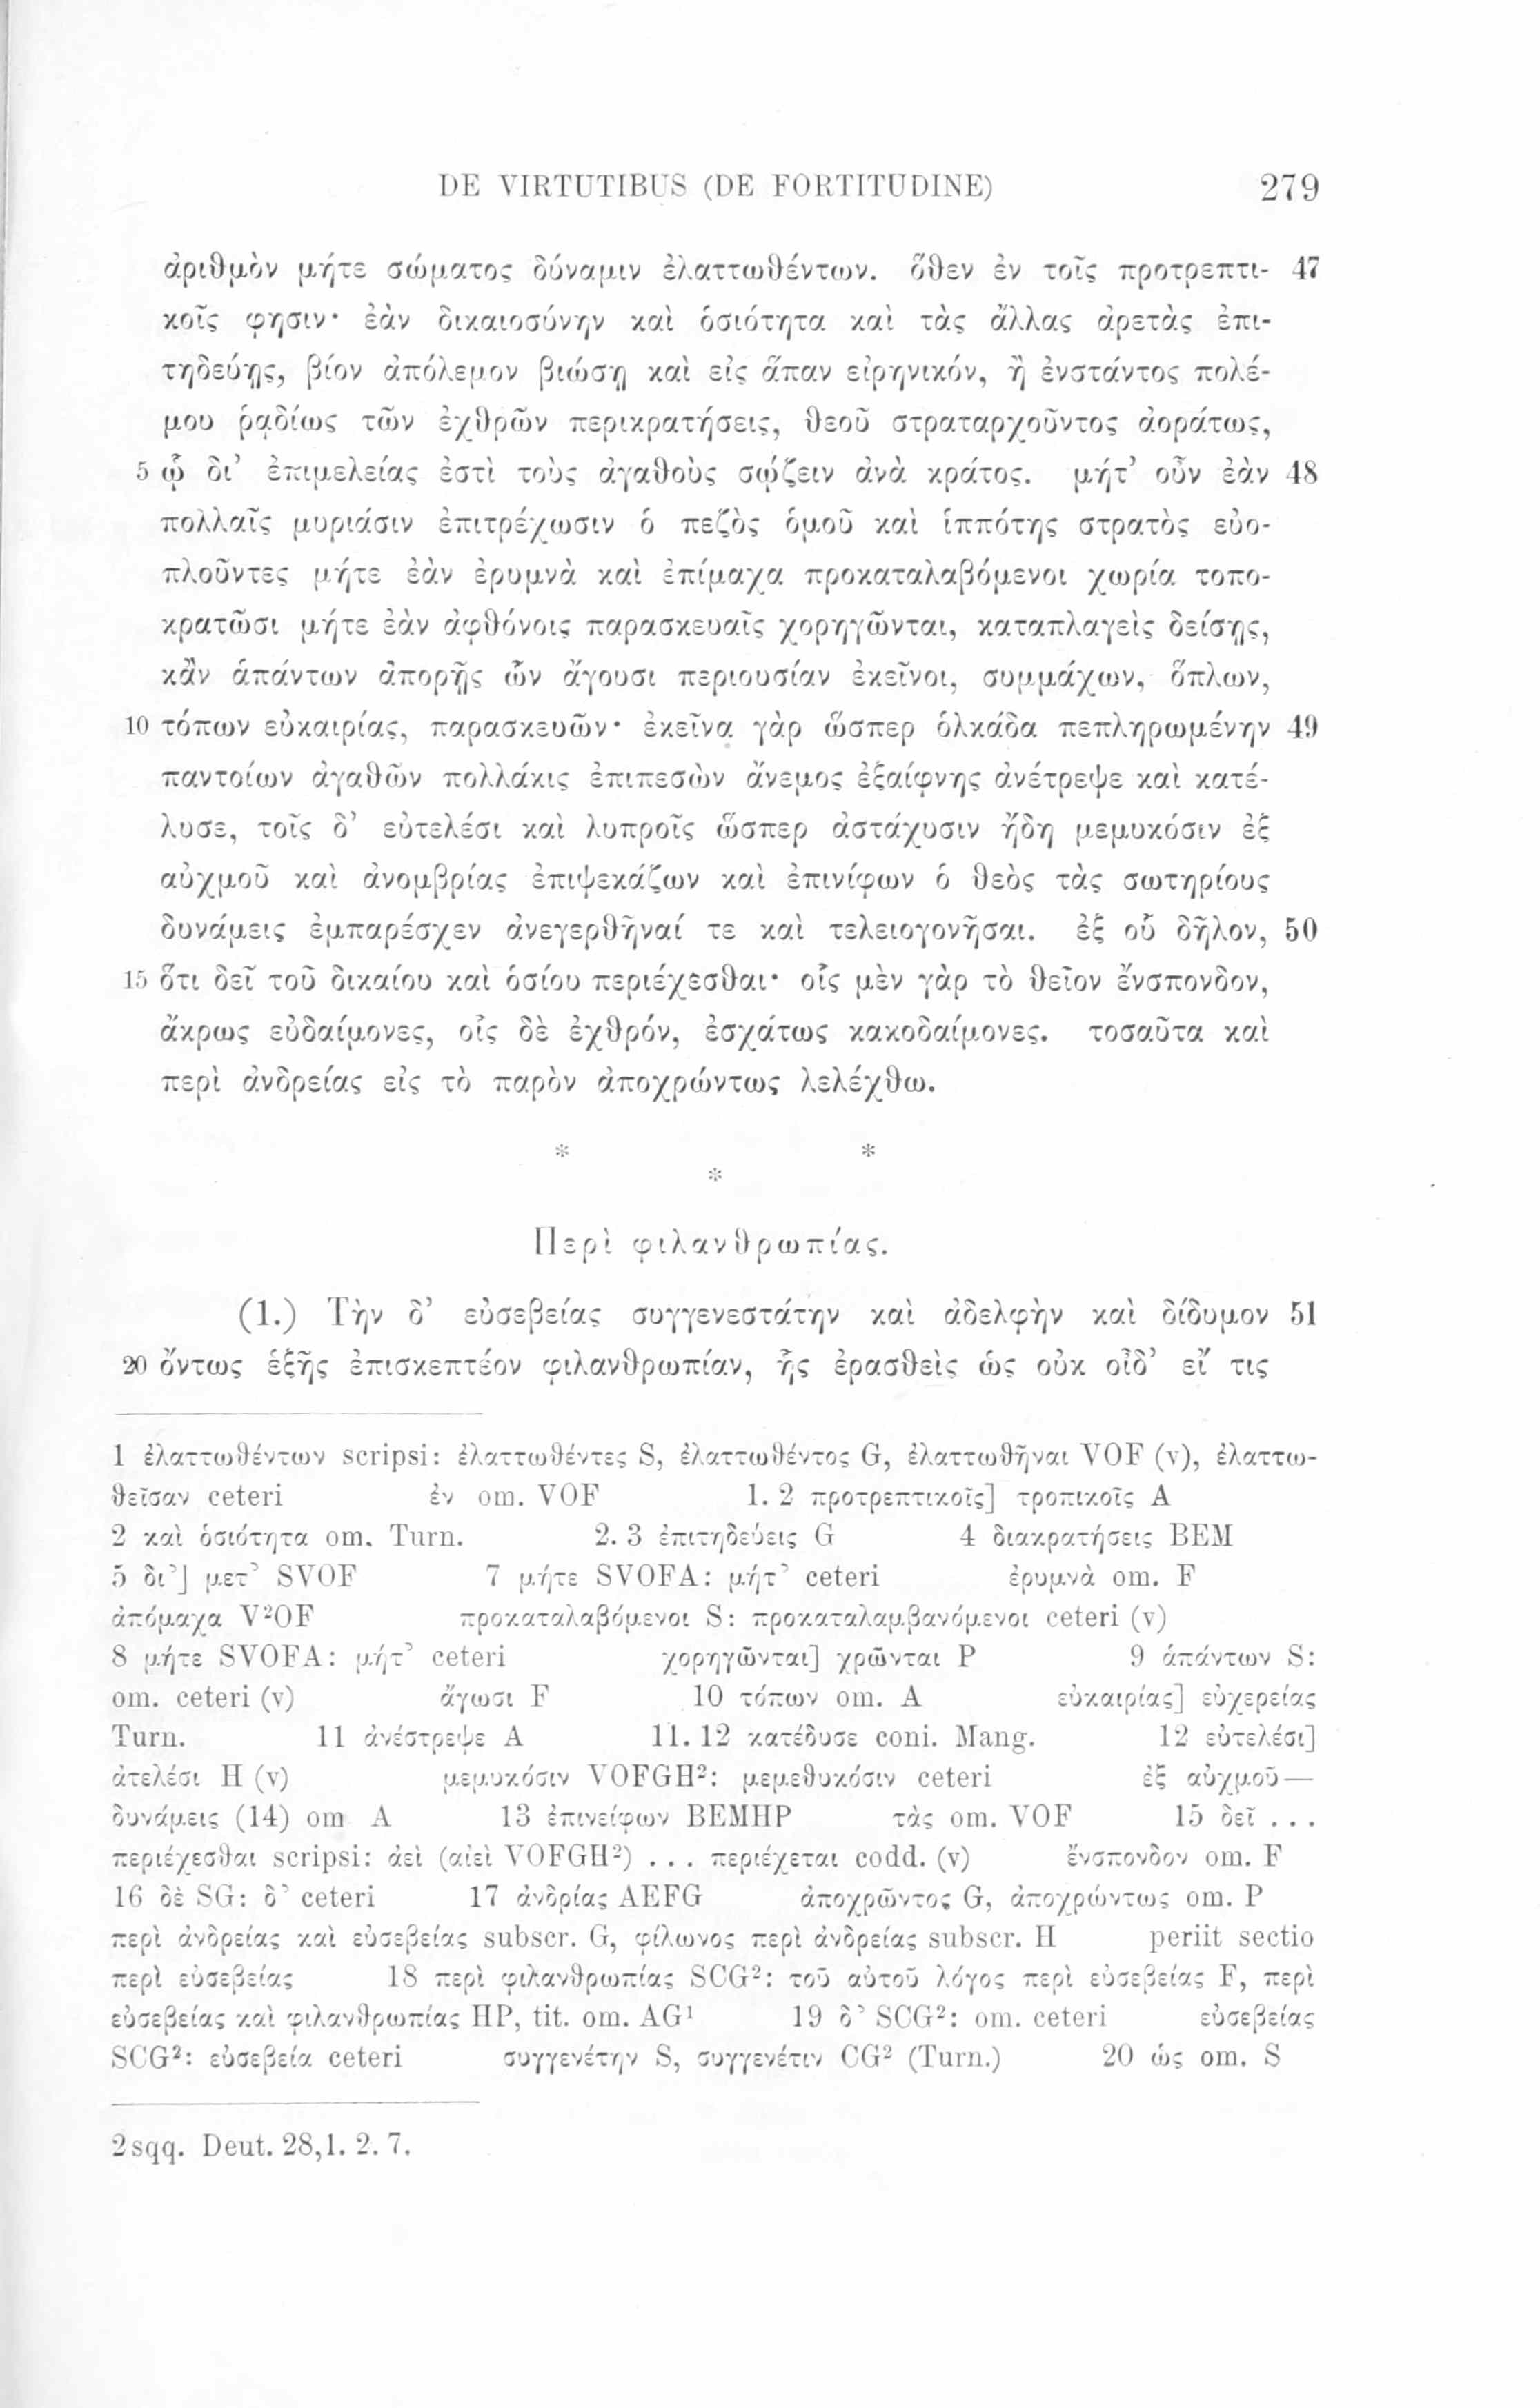 DE VIRTUTIBUS (DE FORTITUDINE) 279
ἀριθμὸν μήτε σώματος δύναμιν ἐλαττωθέντων. ὅθεν ἐν τοῖς προτρεπτι- 47
κοῖς φησιν· ἐὰν δικαιοσύνην καὶ ὁσιότητα καὶ τὰς ἄλλας ἀρετὰς ἐπι-
τηδεύῃς, βίον ἀπόλεμον βιώσῃ καὶ εἰς ἅπαν εἰρηνικόν, ἢ ἐνστάντος πολέ-
μου ῥᾳδίως τῶν ἐχθρῶν περικρατήσεις, θεοῦ στραταρχοῦντος ἀοράτως,
5 ᾧ δι’ ἐπιμελείας ἐστὶ τοὺς ἀγαθοὺς σῴζειν ἀνὰ κράτος. μήτ’ οὖν ἐὰν 48
πολλαῖς μυριάσιν ἐπιτρέχωσιν ὁ πεζὸς ὁμοῦ καὶ ἱππότης στρατὸς εὐο-
πλοῦντες μήτε ἐὰν ἐρυμνὰ καὶ ἐπίμαχα προκαταλαβόμενοι χωρία τοπο-
κρατῶσι μήτε ἐὰν ἀφθόνοις παρασκευαῖς χορηγῶνται, καταπλαγεὶς δείσῃς,
κἂν ἁπάντων ἀπορῇς ὧν ἄγουσι περιουσίαν ἐκεῖνοι, συμμάχων, ὅπλων,
10 τόπων εὐκαιρίας, παρασκευῶν· ἐκεῖνα γὰρ ὥσπερ ὁλκάδα πεπληρωμένην 49
παντοίων ἀγαθῶν πολλάκις ἐπιπεσὼν ἄνεμος ἐξαίφνης ἀνέτρεψε καὶ κατέ-
λυσε, τοῖς δ’ εὐτελέσι καὶ λυπροῖς ὥσπερ ἀστάχυσιν ἤδη μεμυκόσιν ἐξ
αὐχμοῦ καὶ ἀνομβρίας ἐπιψεκάζων καὶ ἐπινίφων ὁ θεὸς τὰς σωτηρίους
δυνάμεις ἐμπαρέσχεν ἀνεγερθῆναί τε καὶ τελειογονῆσαι. ἐξ οὗ δῆλον, 50
15 ὅτι δεῖ τοῦ δικαίου καὶ ὁσίου περιέχεσθαι· οἷς μὲν γὰρ τὸ θεῖον ἔνσπονδον,
ἄκρως εὐδαίμονες, οἷς δὲ ἐχθρόν, ἐσχάτως κακοδαίμονες. τοσαῦτα καὶ
περὶ ἀνδρείας εἰς τὸ παρὸν ἀποχρώντως λελέχθω.
* *
*
Περὶ φιλανθρωπίας.
(1.) Τὴν δ’ εὐσεβείας συγγενεστάτην καὶ ἀδελφὴν καὶ δίδυμον 51
20 ὄντως ἑξῆς ἐπισκεπτέον φιλανθρωπίαν, ἧς ἐρασθεὶς ὡς οὐκ οἶδ’ εἴ τις
1 ἐλαττωθέντων scripsi: ἐλαττωθέντες S, ἐλαττωθέντος G, ἐλαττωθῆναι VOF (v), ἐλαττω-
θεῖσαν ceteri ἐν om. VOF 1. 2 προτρεπτικοῖς] τροπικοῖς A
2 καὶ ὁσιότητα om. Turn. 2. 3 ἐπιτηδεύεις G 4 διακρατήσεις BEM
5 δι’] μετ’ SVOF 7 μήτε SVOFA: μήτ’ ceteri ἐρυμνὰ om. F
ἀπόμαχα V²OF προκαταλαβόμενοι S: προκαταλαμβανόμενοι ceteri (v)
8 μήτε SVOFA: μήτ’ ceteri χορηγῶνται] χρῶνται P 9 ἁπάντων S:
om. ceteri (v) ἄγωσι F 10 τόπων om. A εὐκαιρίας] εὐχερείας
Turn. 11 ἀνέστρεψε A 11. 12 κατέδυσε coni. Mang. 12 εὐτελέσι]
ἀτελέσι H (v) μεμυκόσιν VOFGH²: μεμεθυκόσιν ceteri ἐξ αὐχμοῦ—
δυνάμεις (14) om A 13 ἐπινείφων BEMHP τὰς om. VOF 15 δεῖ ...
περιέχεσθαι scripsi: ἀεὶ (αἰεὶ VOFGH²) ... περιέχεται codd. (v) ἔνσπονδον om. F
16 δὲ SG: δ’ ceteri 17 ἀνδρίας AEFG ἀποχρῶντος G, ἀποχρώντως om. P
περὶ ἀνδρείας καὶ εὐσεβείας subscr. G, φίλωνος περὶ ἀνδρείας subscr. H periit sectio
περὶ εὐσεβείας 18 περὶ φιλανθρωπίας SCG²: τοῦ αὐτοῦ λόγος περὶ εὐσεβείας F, περὶ
εὐσεβείας καὶ φιλανθρωπίας HP, tit. om. AG¹ 19 δ’ SCG²: om. ceteri εὐσεβείας
SCG²: εὐσεβεία ceteri συγγενέτην S, συγγενέτιν CG² (Turn.) 20 ὡς om. S
2 sqq. Deut. 28,1. 2. 7.